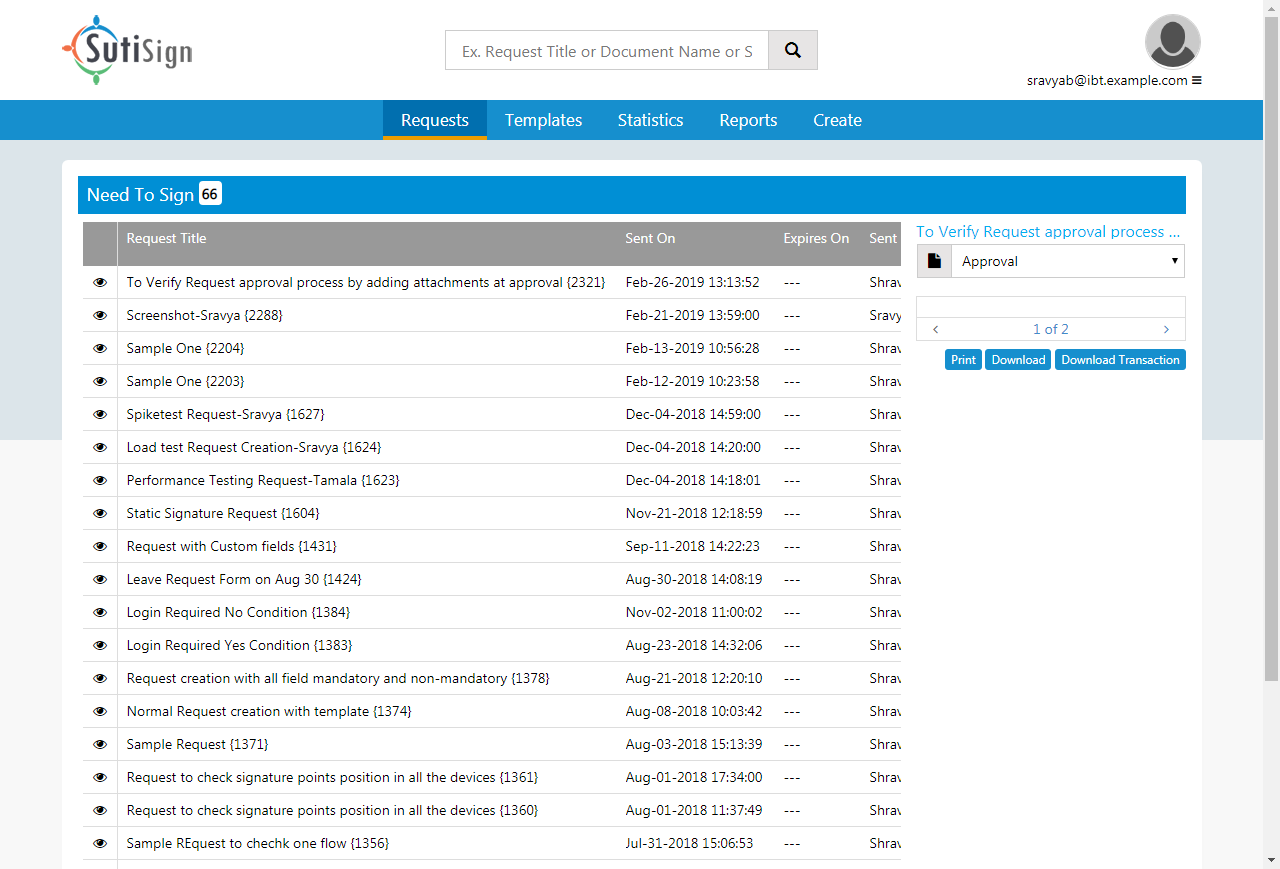 SutiSign
Ex. Request Title or Document Name or S
sravyab@ibt.example.com
Requests Templates Statistics Reports Create
Need To Sign 66
Request Title Sent On Expires On Sent
To Verify Request approval process by adding attachments at approval {2321} Feb-26-2019 13:13:52 --- Shrav
Screenshot-Sravya {2288} Feb-21-2019 13:59:00 --- Sravy
Sample One {2204} Feb-13-2019 10:56:28 --- Shrav
Sample One {2203} Feb-12-2019 10:23:58 --- Shrav
Spiketest Request-Sravya {1627} Dec-04-2018 14:59:00 --- Shrav
Load test Request Creation-Sravya {1624} Dec-04-2018 14:20:00 --- Shrav
Performance Testing Request-Tamala {1623} Dec-04-2018 14:18:01 --- Shrav
Static Signature Request {1604} Nov-21-2018 12:18:59 --- Shrav
Request with Custom fields {1431} Sep-11-2018 14:22:23 --- Shrav
Leave Request Form on Aug 30 {1424} Aug-30-2018 14:08:19 --- Shrav
Login Required No Condition {1384} Nov-02-2018 11:00:02 --- Shrav
Login Required Yes Condition {1383} Aug-23-2018 14:32:06 --- Shrav
Request creation with all field mandatory and non-mandatory {1378} Aug-21-2018 12:20:10 --- Shrav
Normal Request creation with template {1374} Aug-08-2018 10:03:42 --- Shrav
Sample Request {1371} Aug-03-2018 15:13:39 --- Shrav
Request to check signature points position in all the devices {1361} Aug-01-2018 17:34:00 --- Shrav
Request to check signature points position in all the devices {1360} Aug-01-2018 11:37:49 --- Shrav
Sample REquest to chechk one flow {1356} Jul-31-2018 15:06:53 --- Shrav
To Verify Request approval process ...
Approval
1 of 2
Print Download Download Transaction